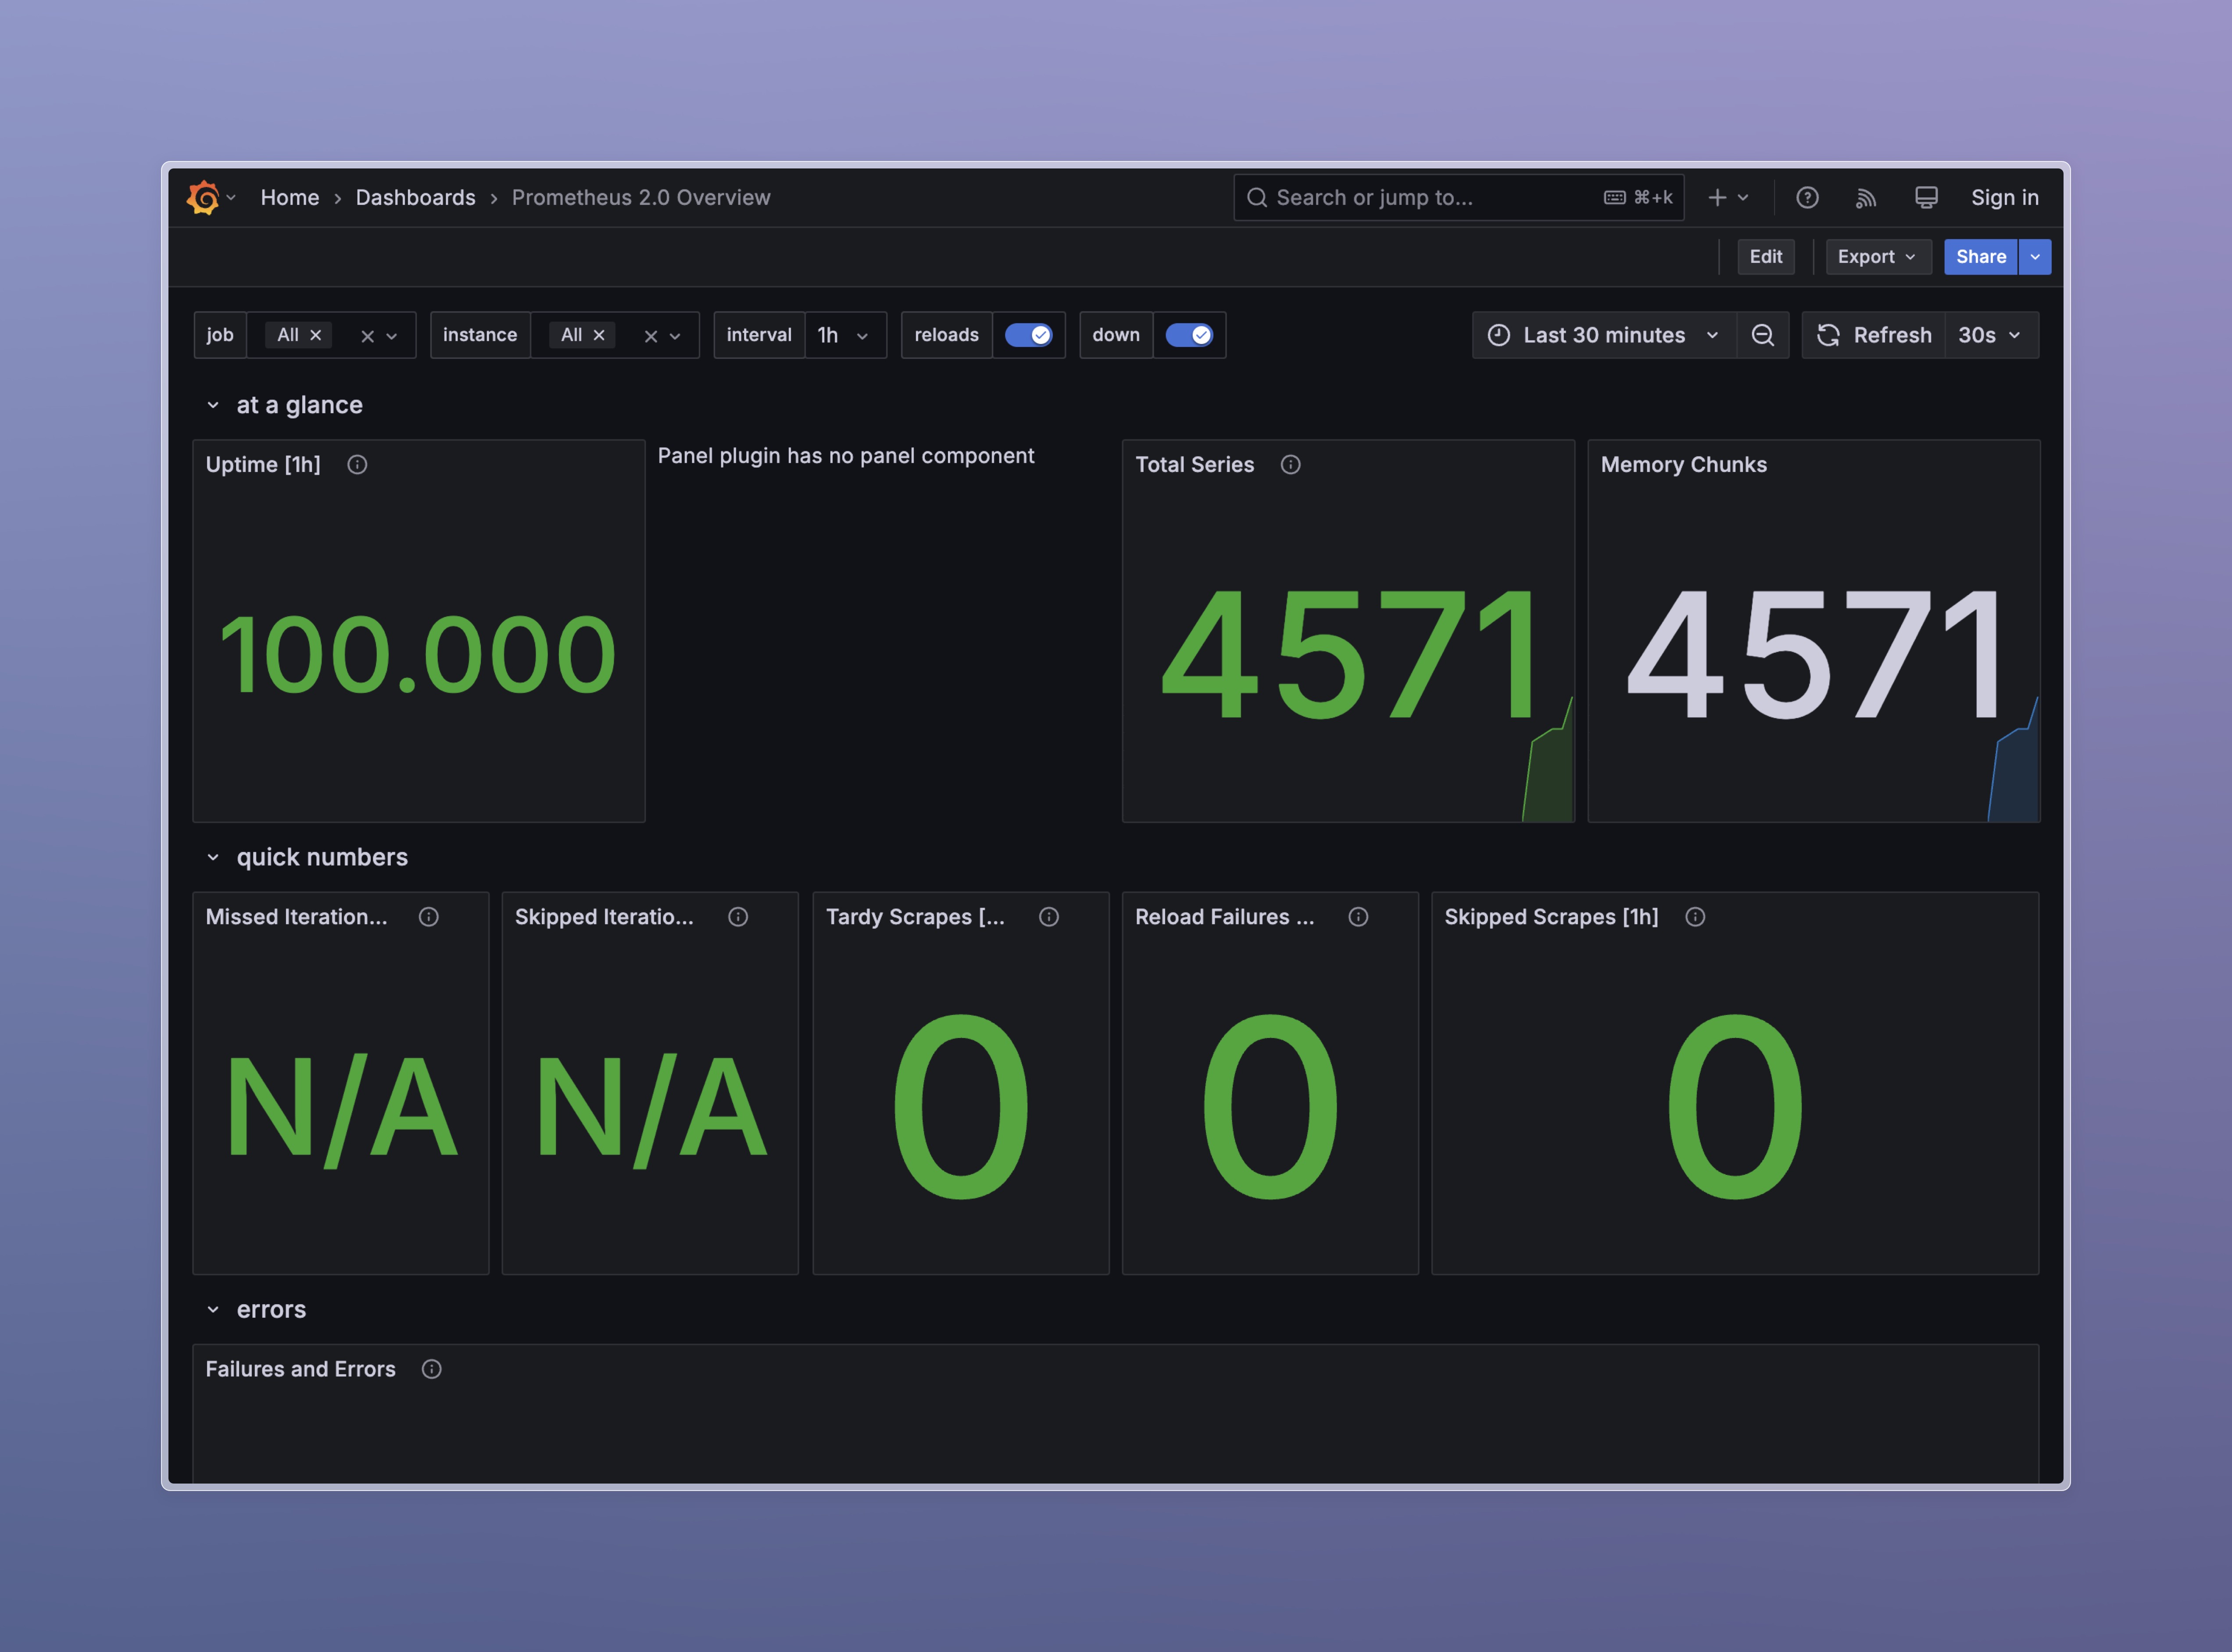 Home › Dashboards › Prometheus 2.0 Overview
Search or jump to... ⌘+k
Sign in
Edit
Export
Share
job All
instance All
interval 1h
reloads
down
Last 30 minutes
Refresh 30s
at a glance
Uptime [1h]
100.000
Panel plugin has no panel component
Total Series
4571
Memory Chunks
4571
quick numbers
Missed Iteration...
N/A
Skipped Iteratio...
N/A
Tardy Scrapes [...
0
Reload Failures ...
0
Skipped Scrapes [1h]
0
errors
Failures and Errors